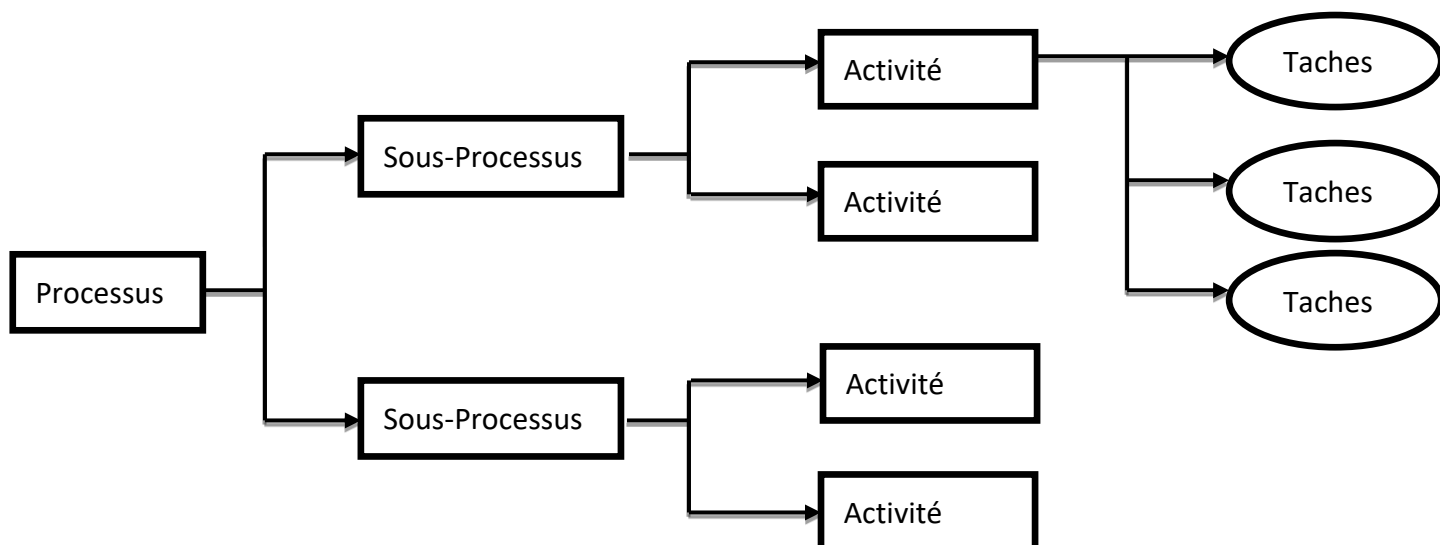 Activité
Taches
Sous-Processus
Activité
Taches
Processus
Taches
Sous-Processus
Activité
Activité